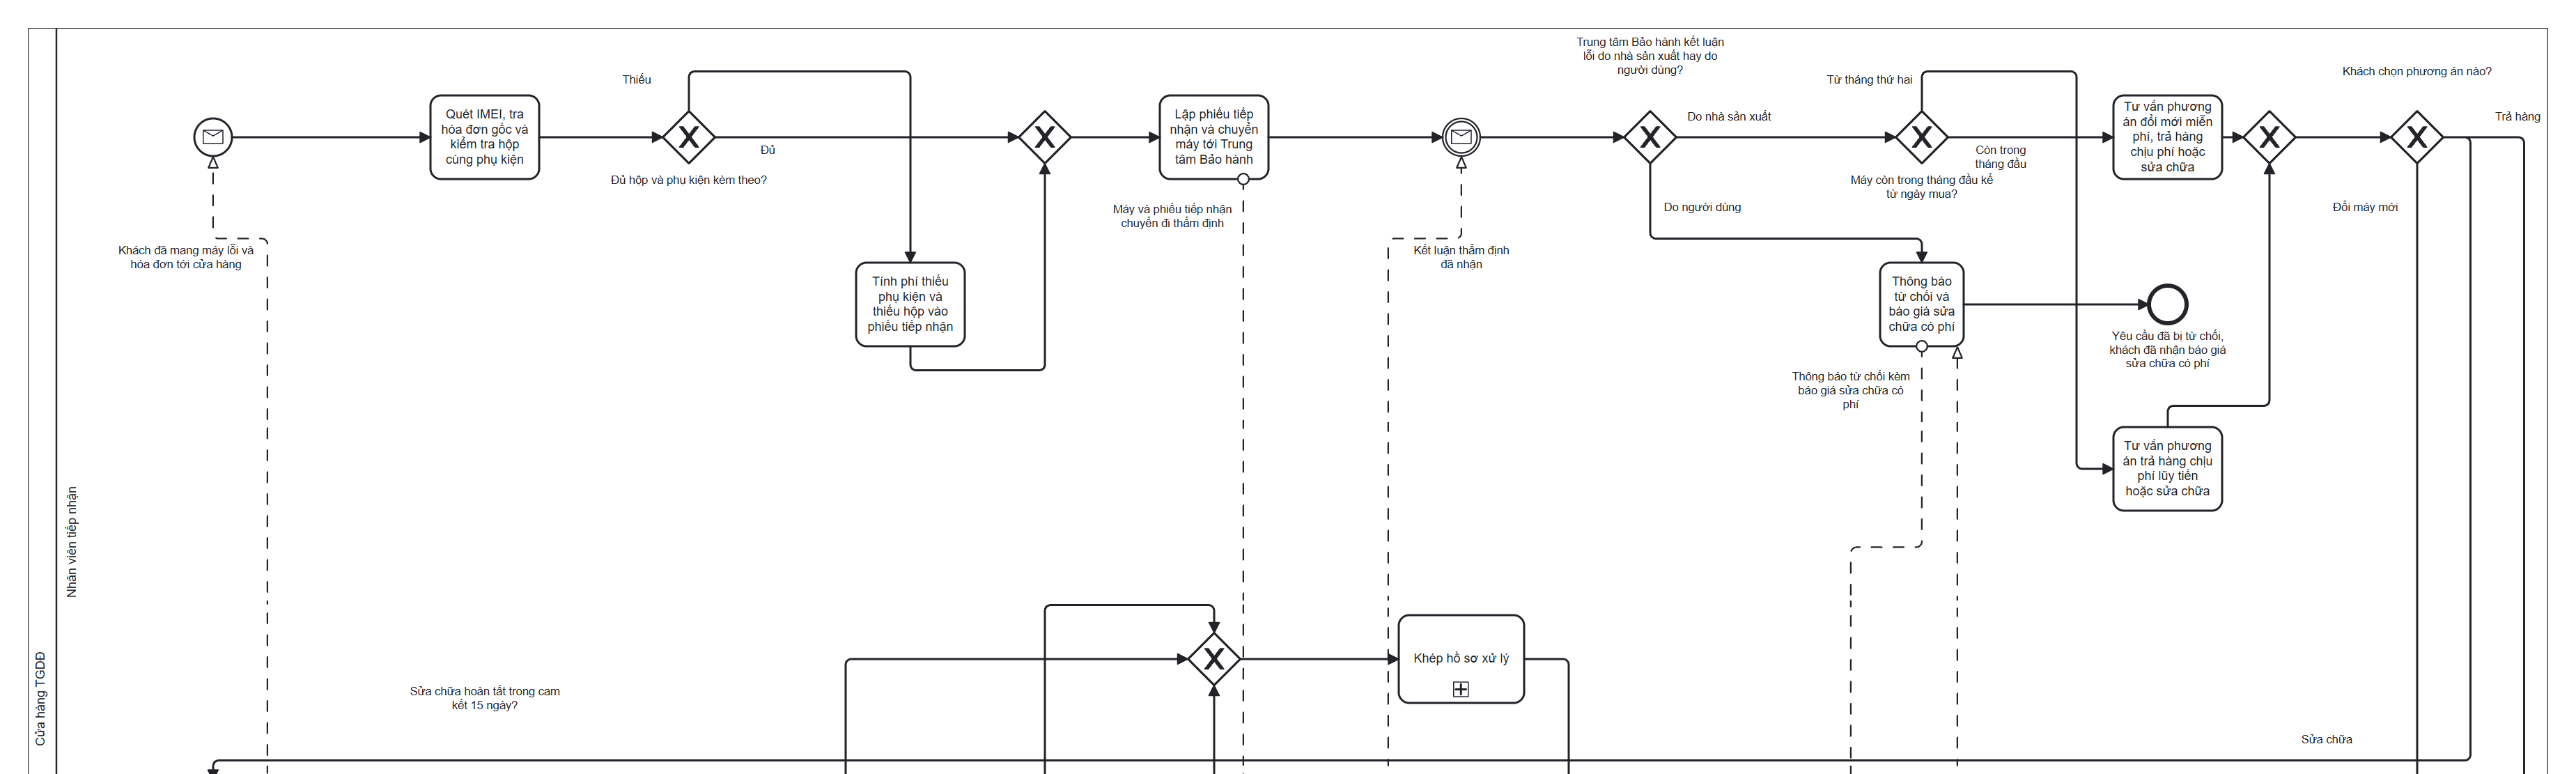 Trung tâm Bảo hành kết luận
lỗi do nhà sản xuất hay do
người dùng?
Khách chọn phương án nào?
Thiếu
Từ tháng thứ hai
Quét IMEI, tra
hóa đơn gốc và
kiểm tra hộp
cùng phụ kiện
Lập phiếu tiếp
nhận và chuyển
máy tới Trung
tâm Bảo hành
Do nhà sản xuất
Tư vấn phương
án đổi mới miễn
phí, trả hàng
chịu phí hoặc
sửa chữa
Trả hàng
Đủ
Còn trong
tháng đầu
Đủ hộp và phụ kiện kèm theo?
Máy còn trong tháng đầu kể
từ ngày mua?
Máy và phiếu tiếp nhận
chuyển đi thẩm định
Do người dùng
Đổi máy mới
Khách đã mang máy lỗi và
hóa đơn tới cửa hàng
Kết luận thẩm định
đã nhận
Tính phí thiếu
phụ kiện và
thiếu hộp vào
phiếu tiếp nhận
Thông báo
từ chối và
báo giá sửa
chữa có phí
Yêu cầu đã bị từ chối,
khách đã nhận báo giá
sửa chữa có phí
Thông báo từ chối kèm
báo giá sửa chữa có
phí
Tư vấn phương
án trả hàng chịu
phí lũy tiến
hoặc sửa chữa
Nhân viên tiếp nhận
Cửa hàng TGDĐ
Khép hồ sơ xử lý
Sửa chữa hoàn tất trong cam
kết 15 ngày?
Sửa chữa